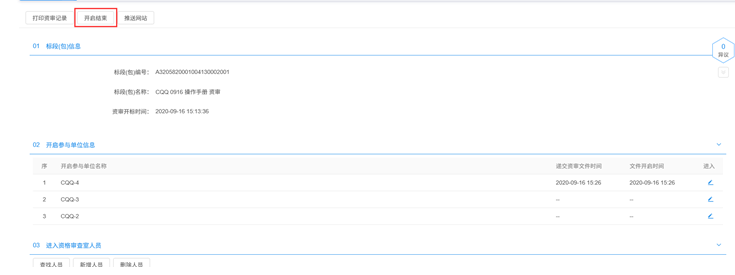 打印资审记录 开启结束 推送网站
01 标段(包)信息
0
异议
标段(包)编号： A3205820001004130002001
标段(包)名称： CQQ 0916 操作手册 资审
资审开标时间： 2020-09-16 15:13:36
02 开启参与单位信息
序 开启参与单位名称 递交资审文件时间 文件开启时间 进入
1 CQQ-4 2020-09-16 15:26 2020-09-16 15:26
2 CQQ-3 -- --
3 CQQ-2 -- --
03 进入资格审查室人员
查找人员 新增人员 删除人员